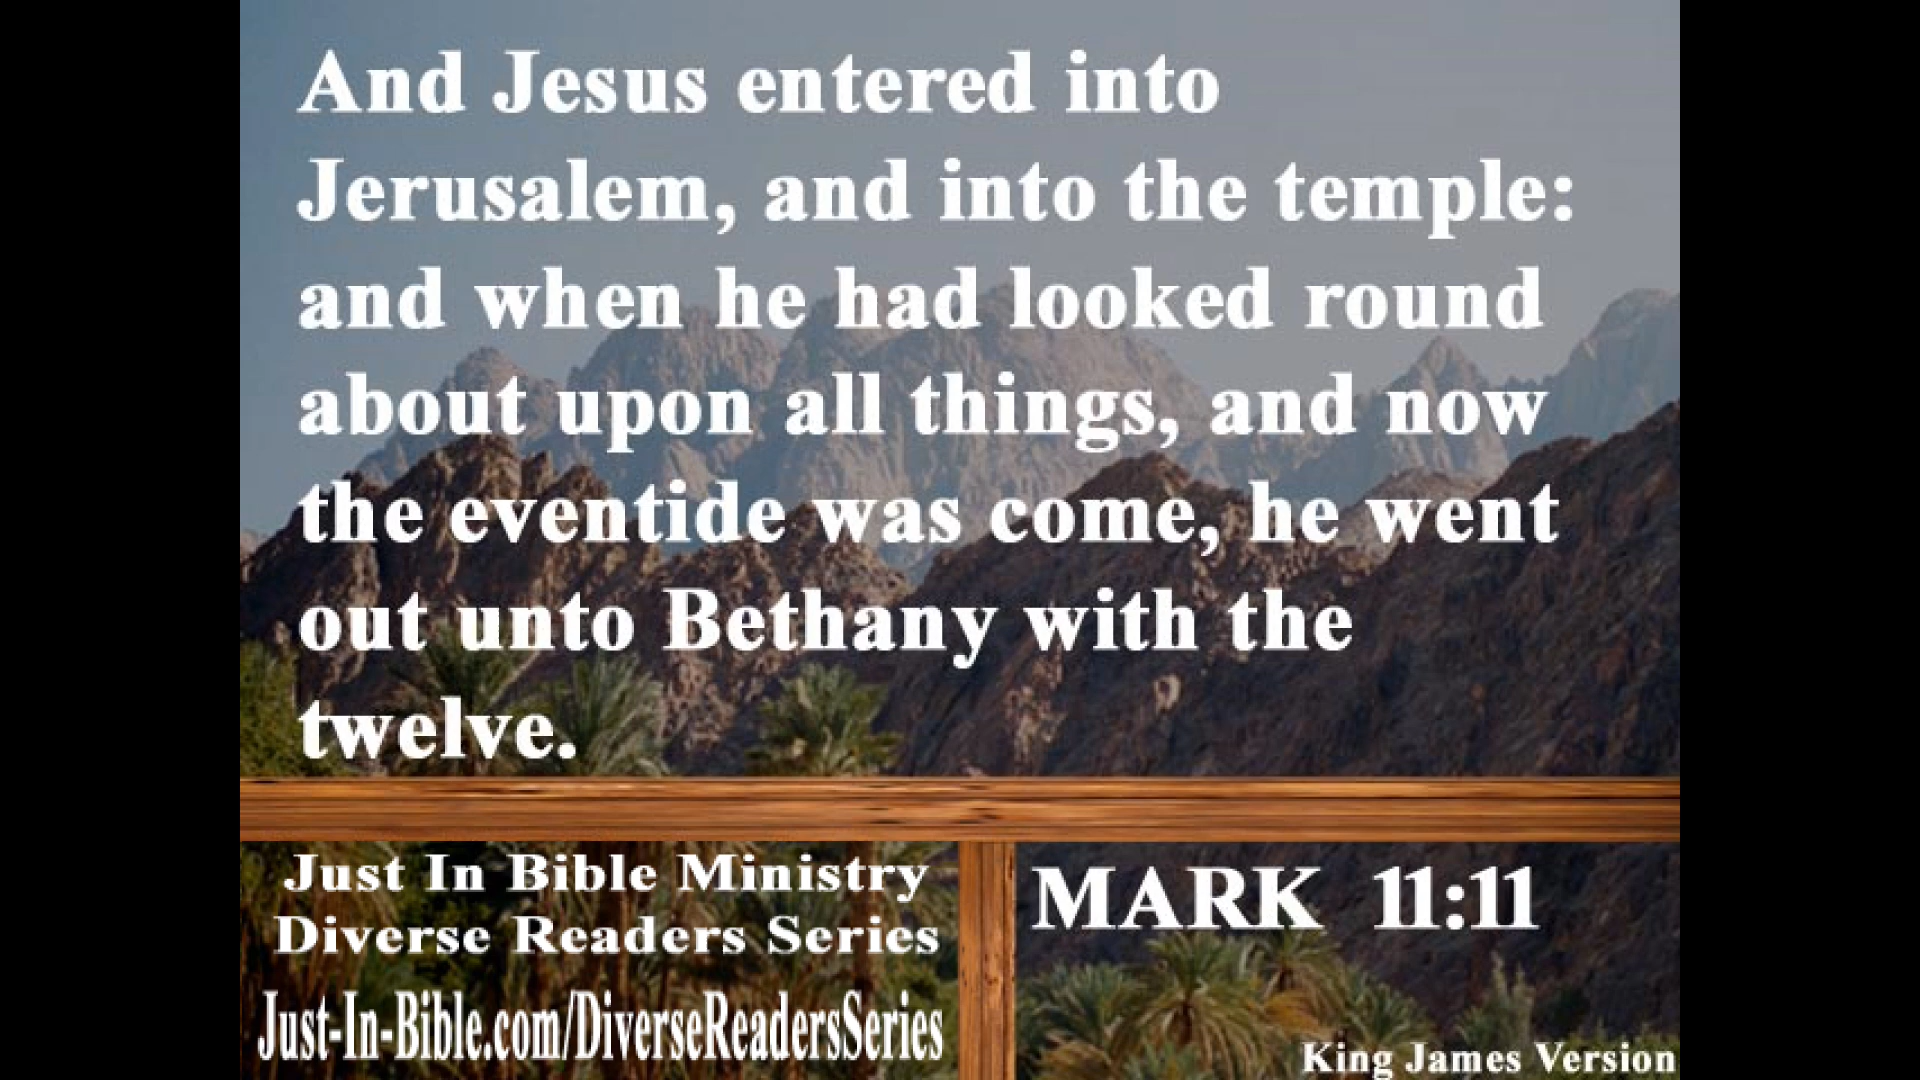 And Jesus entered into
Jerusalem, and into the temple:
and when he had looked round
about upon all things, and now
the eventide was come, he went
out unto Bethany with the
twelve.
Just In Bible Ministry
Diverse Readers Series
Just-In-Bible.com/DiverseReadersSeries
MARK 11:11
King James Version